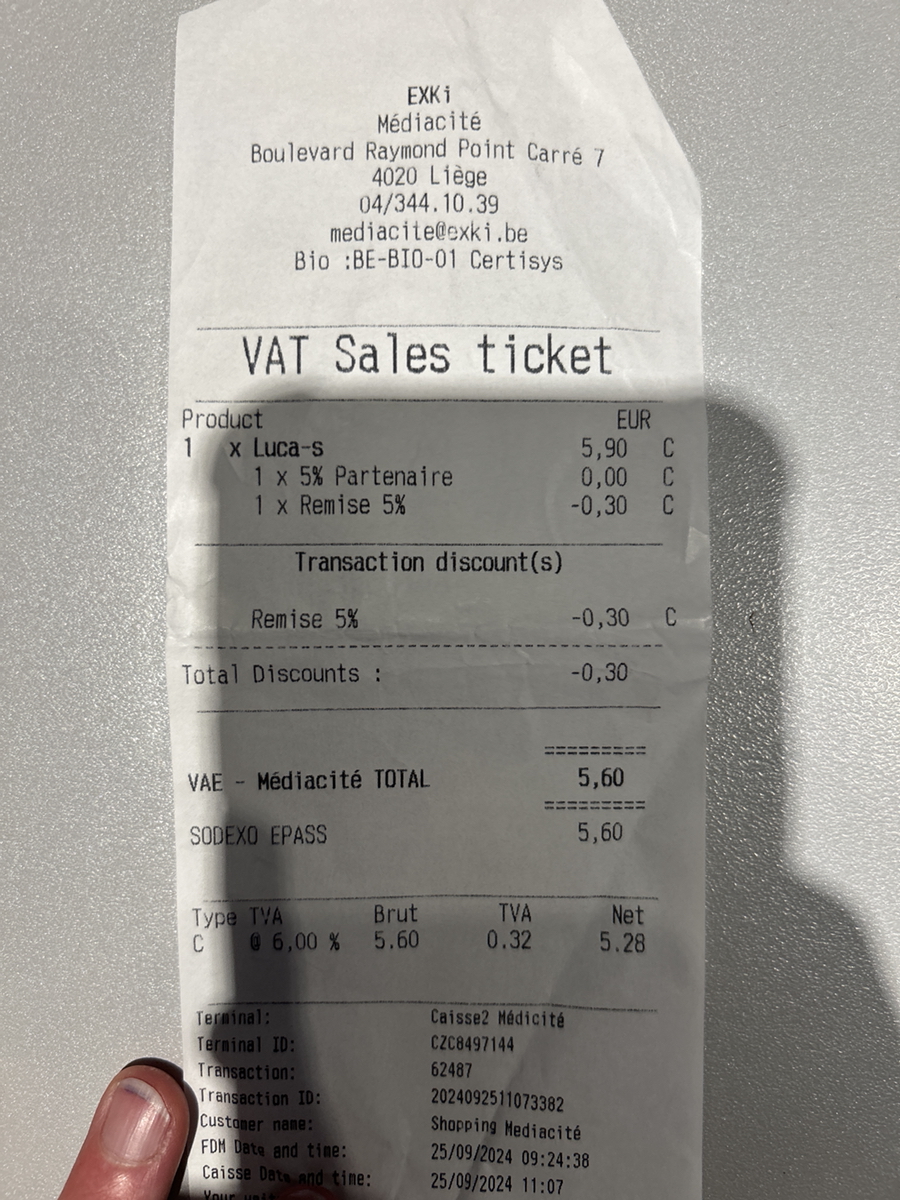 EXKi
Médiacité
Boulevard Raymond Point Carré 7
4020 Liège
04/344.10.39
mediacite@exki.be
Bio :BE-BIO-01 Certisys
VAT Sales ticket
Product EUR
1 x Luca-s 5,90 C
1 x 5% Partenaire 0,00 C
1 x Remise 5% -0,30 C
Transaction discount(s)
Remise 5% -0,30 C
Total Discounts : -0,30
=========
VAE - Médiacité TOTAL 5,60
=========
SODEXO EPASS 5,60
Type TVA Brut TVA Net
C @ 6,00 % 5.60 0.32 5.28
Terminal: Caisse2 Médicité
Terminal ID: CZC8497144
Transaction: 62487
Transaction ID: 2024092511073382
Customer name: Shopping Mediacité
FDM Date and time: 25/09/2024 09:24:38
Caisse Date and time: 25/09/2024 11:07
Your